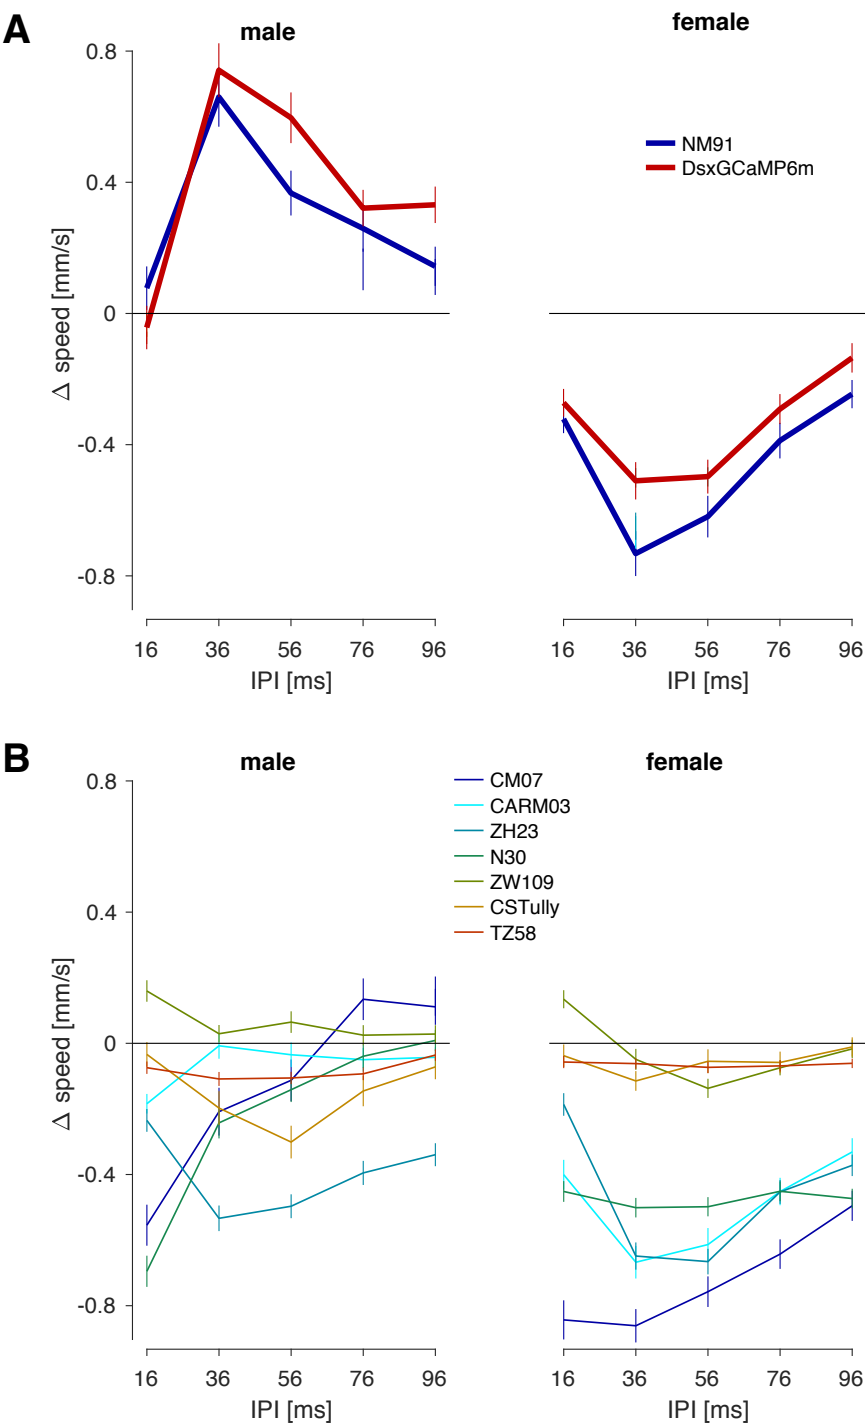 A
male
female
NM91
DsxGCaMP6m
0.8
0.4
0
-0.4
-0.8
Δ speed [mm/s]
16 36 56 76 96
16 36 56 76 96
IPI [ms]
IPI [ms]
B
male
female
CM07
CARM03
ZH23
N30
ZW109
CSTully
TZ58
0.8
0.4
0
-0.4
-0.8
Δ speed [mm/s]
16 36 56 76 96
16 36 56 76 96
IPI [ms]
IPI [ms]